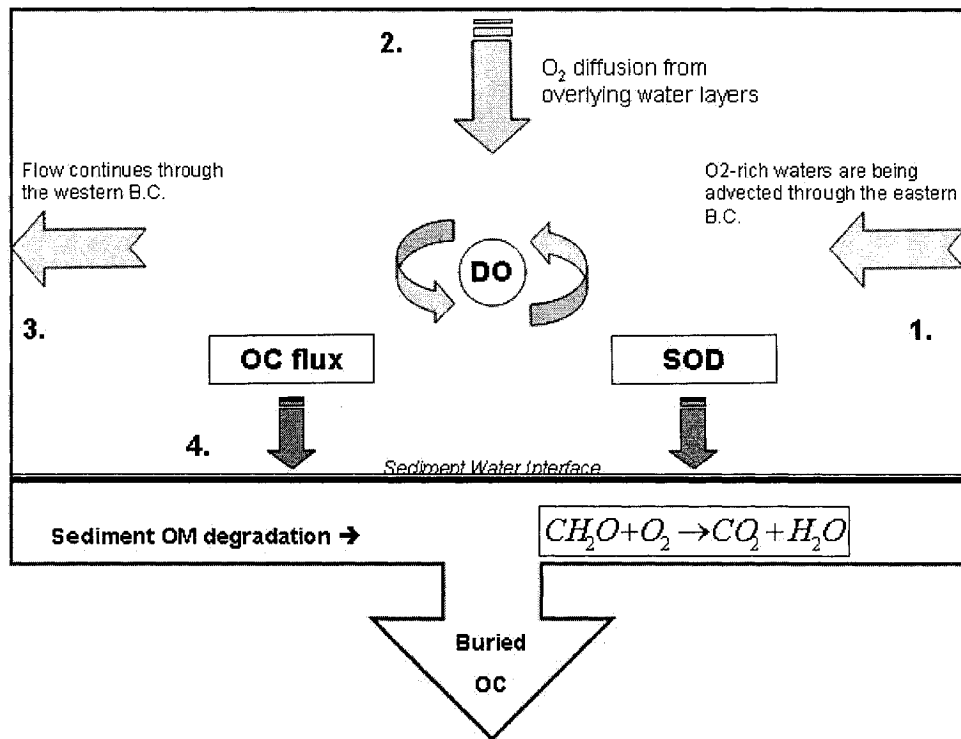 2.
O₂ diffusion from
overlying water layers
Flow continues through
the western B.C.
O2-rich waters are being
advected through the eastern
B.C.
DO
3.
1.
OC flux
SOD
4.
Sediment Water Interface
Sediment OM degradation →
CH₂O+O₂→CO₂+H₂O
Buried
OC